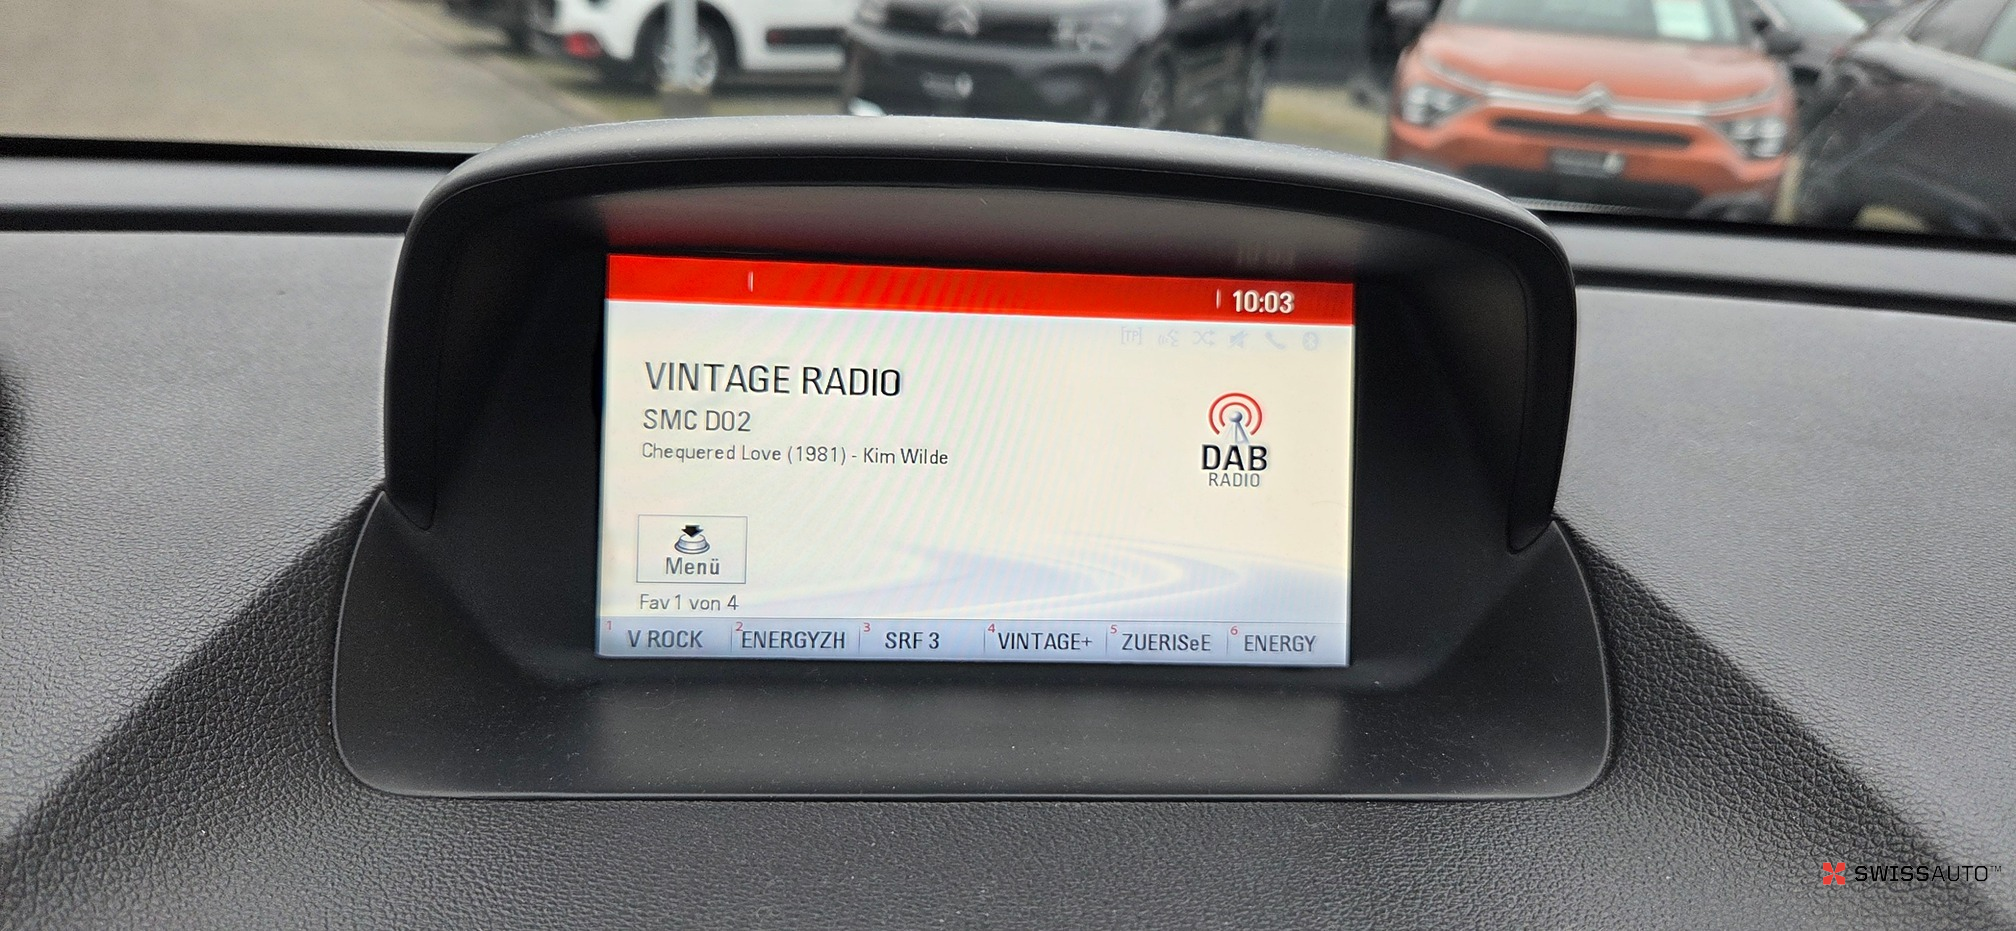 10:03
VINTAGE RADIO
SMC D02
Chequered Love (1981) - Kim Wilde
DAB
RADIO
Menü
Fav 1 von 4
1 V ROCK 2 ENERGYZH 3 SRF 3 4 VINTAGE+ 5 ZUERISeE 6 ENERGY
SWISSAUTO™